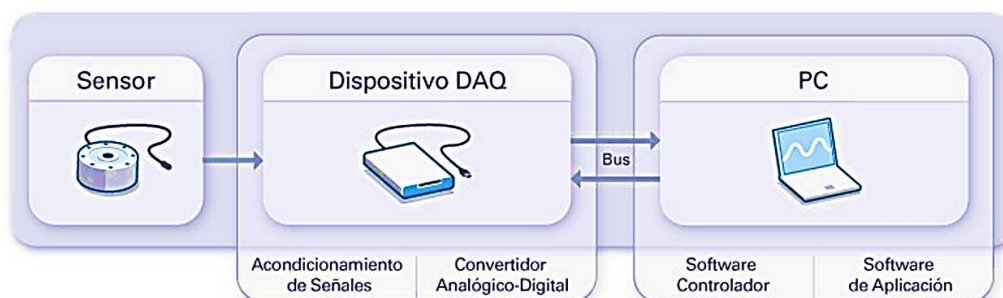 Sensor
Dispositivo DAQ
PC
Bus
Acondicionamiento
de Señales
Convertidor
Analógico-Digital
Software
Controlador
Software
de Aplicación